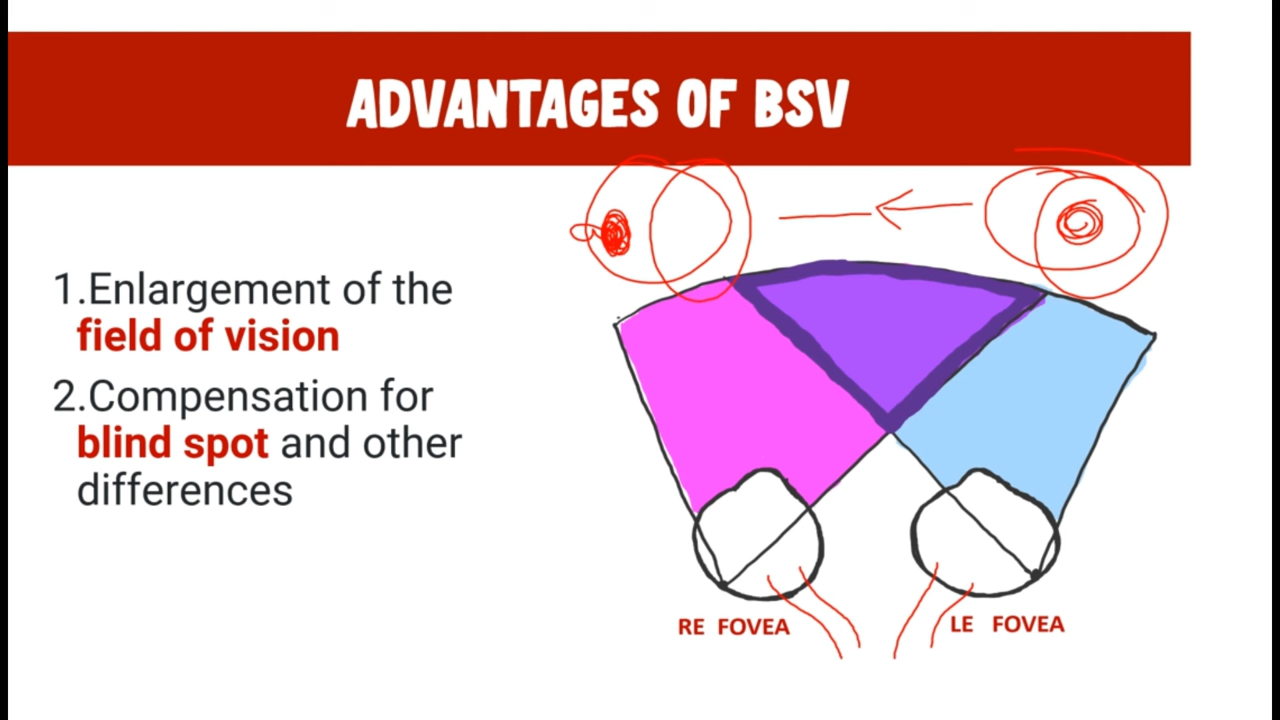 ADVANTAGES OF BSV
1.Enlargement of the
field of vision
2.Compensation for
blind spot and other
differences
RE FOVEA
LE FOVEA